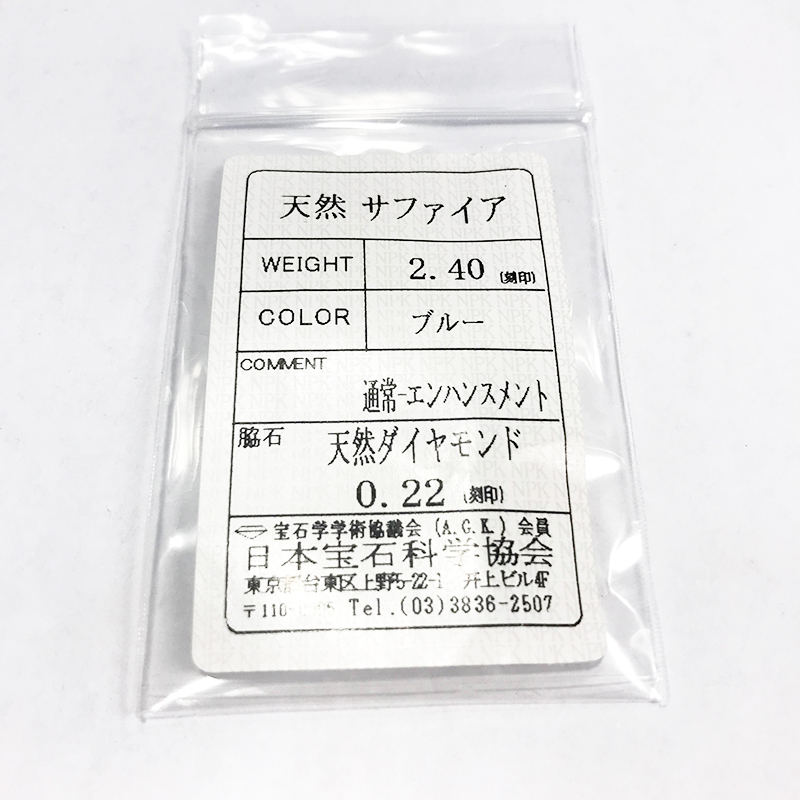 天然 サファイア
WEIGHT 2.40 (刻印)
COLOR ブルー
COMMENT
通常-エンハンスメント
脇石 天然ダイヤモンド
0.22 (刻印)
宝石学学術協議会 (A.G.K.) 会員
日本宝石科学協会
東京 台東区上野5-22-1 井上ビル4F
〒110- Tel.(03)3836-2507